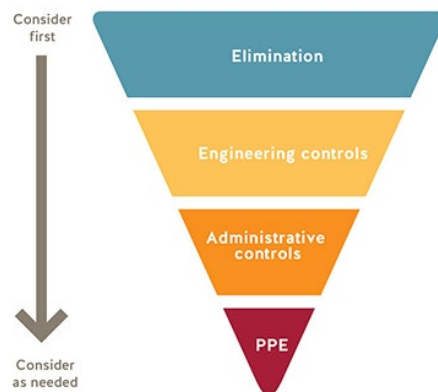 Consider
first
Elimination
Engineering controls
Administrative
controls
PPE
Consider
as needed